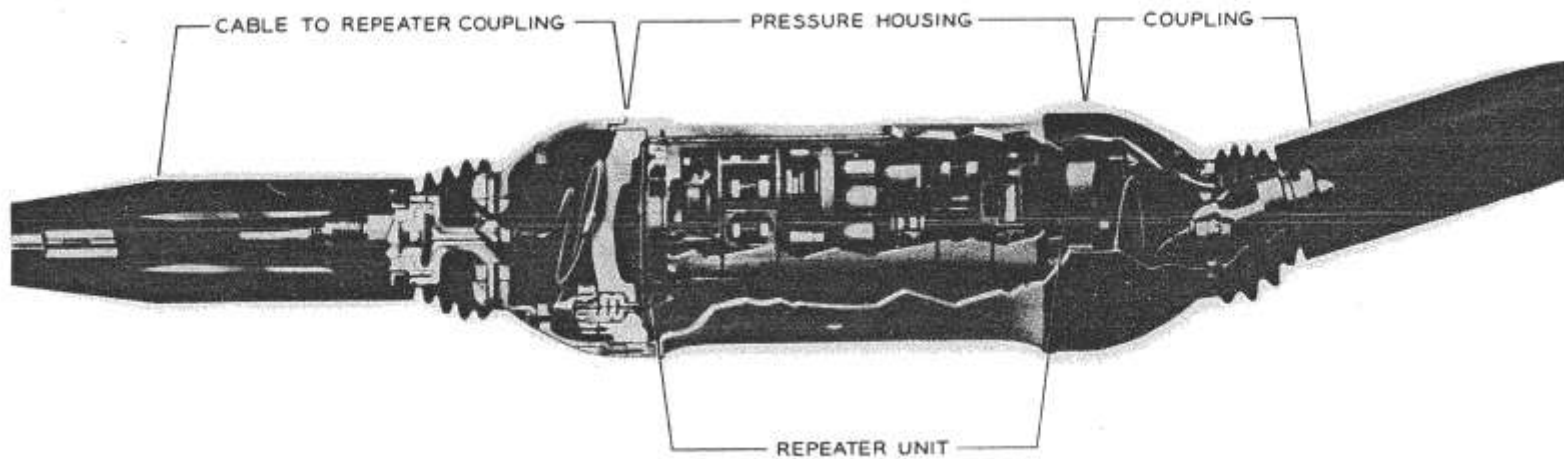 CABLE TO REPEATER COUPLING
PRESSURE HOUSING
COUPLING
REPEATER UNIT